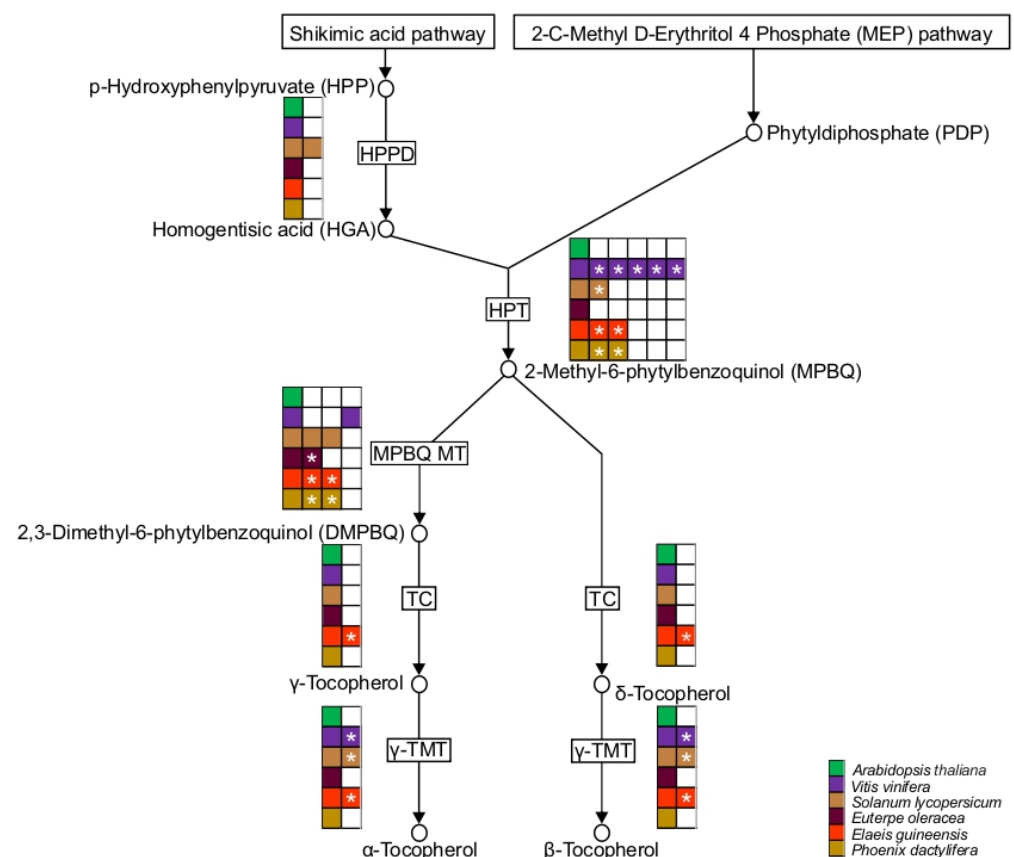 Shikimic acid pathway
2-C-Methyl D-Erythritol 4 Phosphate (MEP) pathway
p-Hydroxyphenylpyruvate (HPP)
Phytyldiphosphate (PDP)
HPPD
Homogentisic acid (HGA)
* * * * *
*
HPT
* *
* *
2-Methyl-6-phytylbenzoquinol (MPBQ)
MPBQ MT
*
* *
* *
2,3-Dimethyl-6-phytylbenzoquinol (DMPBQ)
TC
TC
*
*
γ-Tocopherol
δ-Tocopherol
*
*
γ-TMT
γ-TMT
*
*
*
*
α-Tocopherol
β-Tocopherol
Arabidopsis thaliana
Vitis vinifera
Solanum lycopersicum
Euterpe oleracea
Elaeis guineensis
Phoenix dactylifera